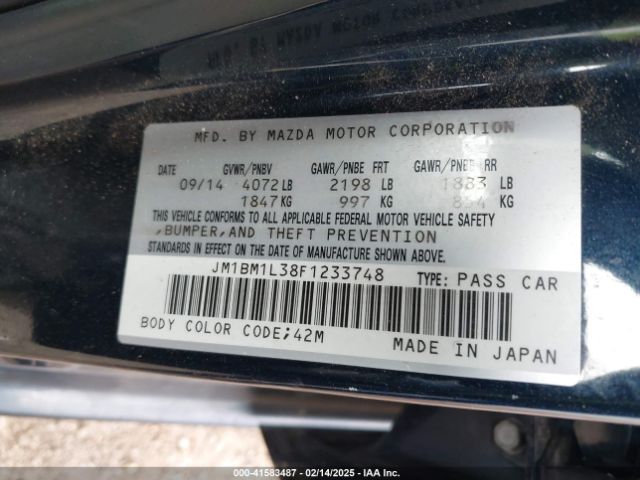 MFD. BY MAZDA MOTOR CORPORATION
DATE GVWR/PNBV GAWR/PNBE FRT GAWR/PNBE RR
09/14 4072 LB 2198 LB 1883 LB
1847 KG 997 KG 854 KG
THIS VEHICLE CONFORMS TO ALL APPLICABLE FEDERAL MOTOR VEHICLE SAFETY
,BUMPER,AND THEFT PREVENTION
STANDARDS IN EFFECT ON THE DATE OF MANUFACTURE SHOWN ABOVE.
JM1BM1L38F1233748 TYPE: PASS CAR
BODY COLOR CODE;42M
MADE IN JAPAN
000-41583487 - 02/14/2025 - IAA Inc.